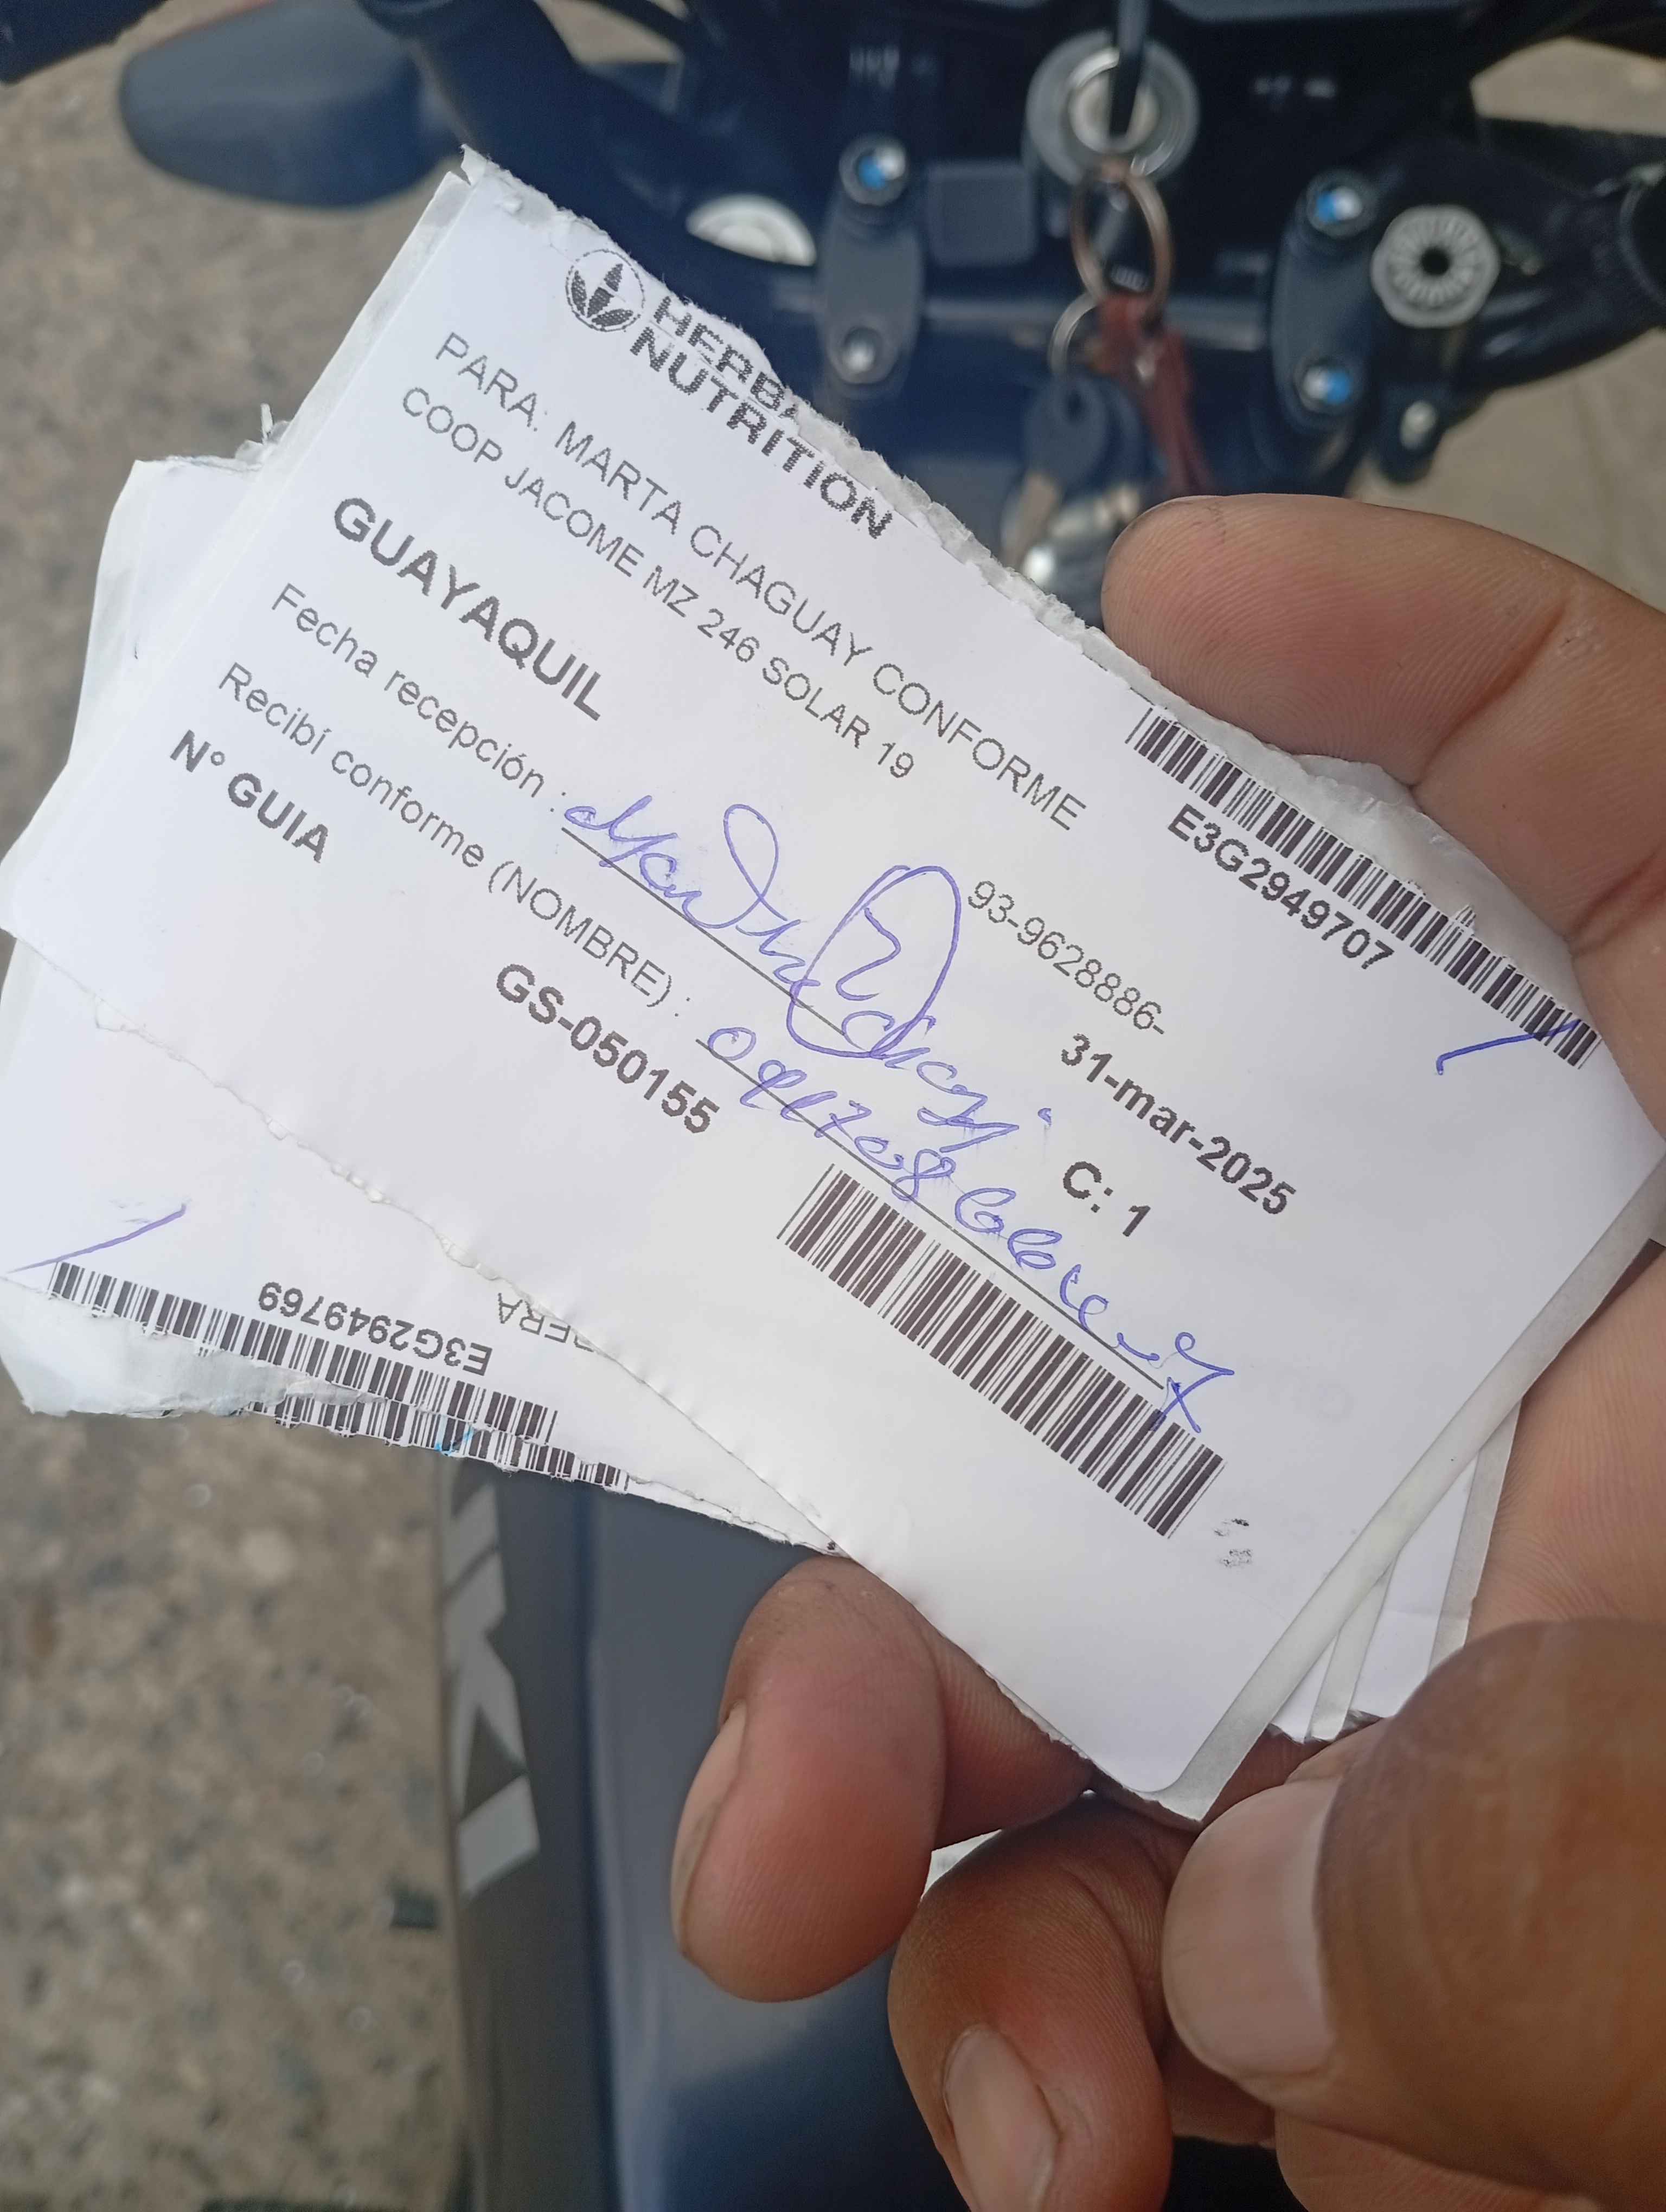 HERBA
NUTRITION
E3G2949707
PARA: MARTA CHAGUAY CONFORME
COOP JACOME MZ 246 SOLAR 19
93-9628886-
GUAYAQUIL
31-mar-2025
Fecha recepción :
C: 1
Recibí conforme (NOMBRE) :
N° GUIA
GS-050155
E3G2949769